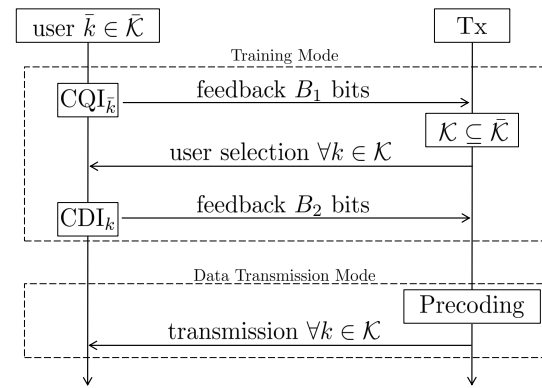 user k̄ ∈ 𝒦̄
Tx
Training Mode
CQI_k̄
feedback B₁ bits
𝒦 ⊆ 𝒦̄
user selection ∀k ∈ 𝒦
CDI_k
feedback B₂ bits
Data Transmission Mode
Precoding
transmission ∀k ∈ 𝒦